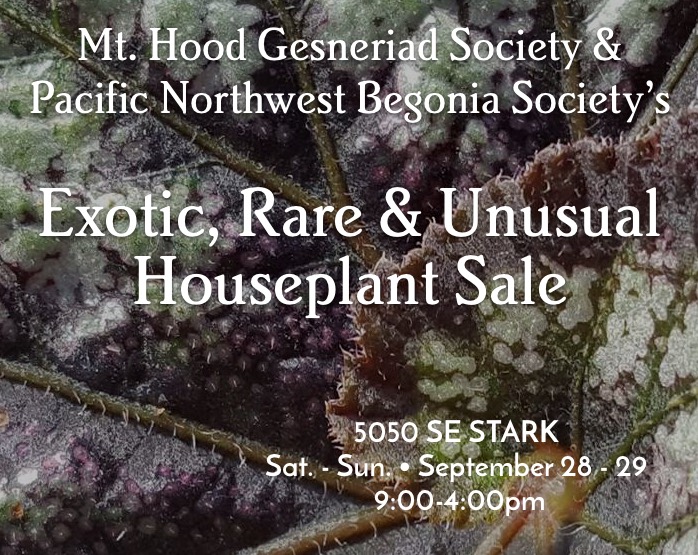 Mt. Hood Gesneriad Society &
Pacific Northwest Begonia Society's
Exotic, Rare & Unusual
Houseplant Sale
5050 SE STARK
Sat. - Sun. • September 28 - 29
9:00-4:00pm